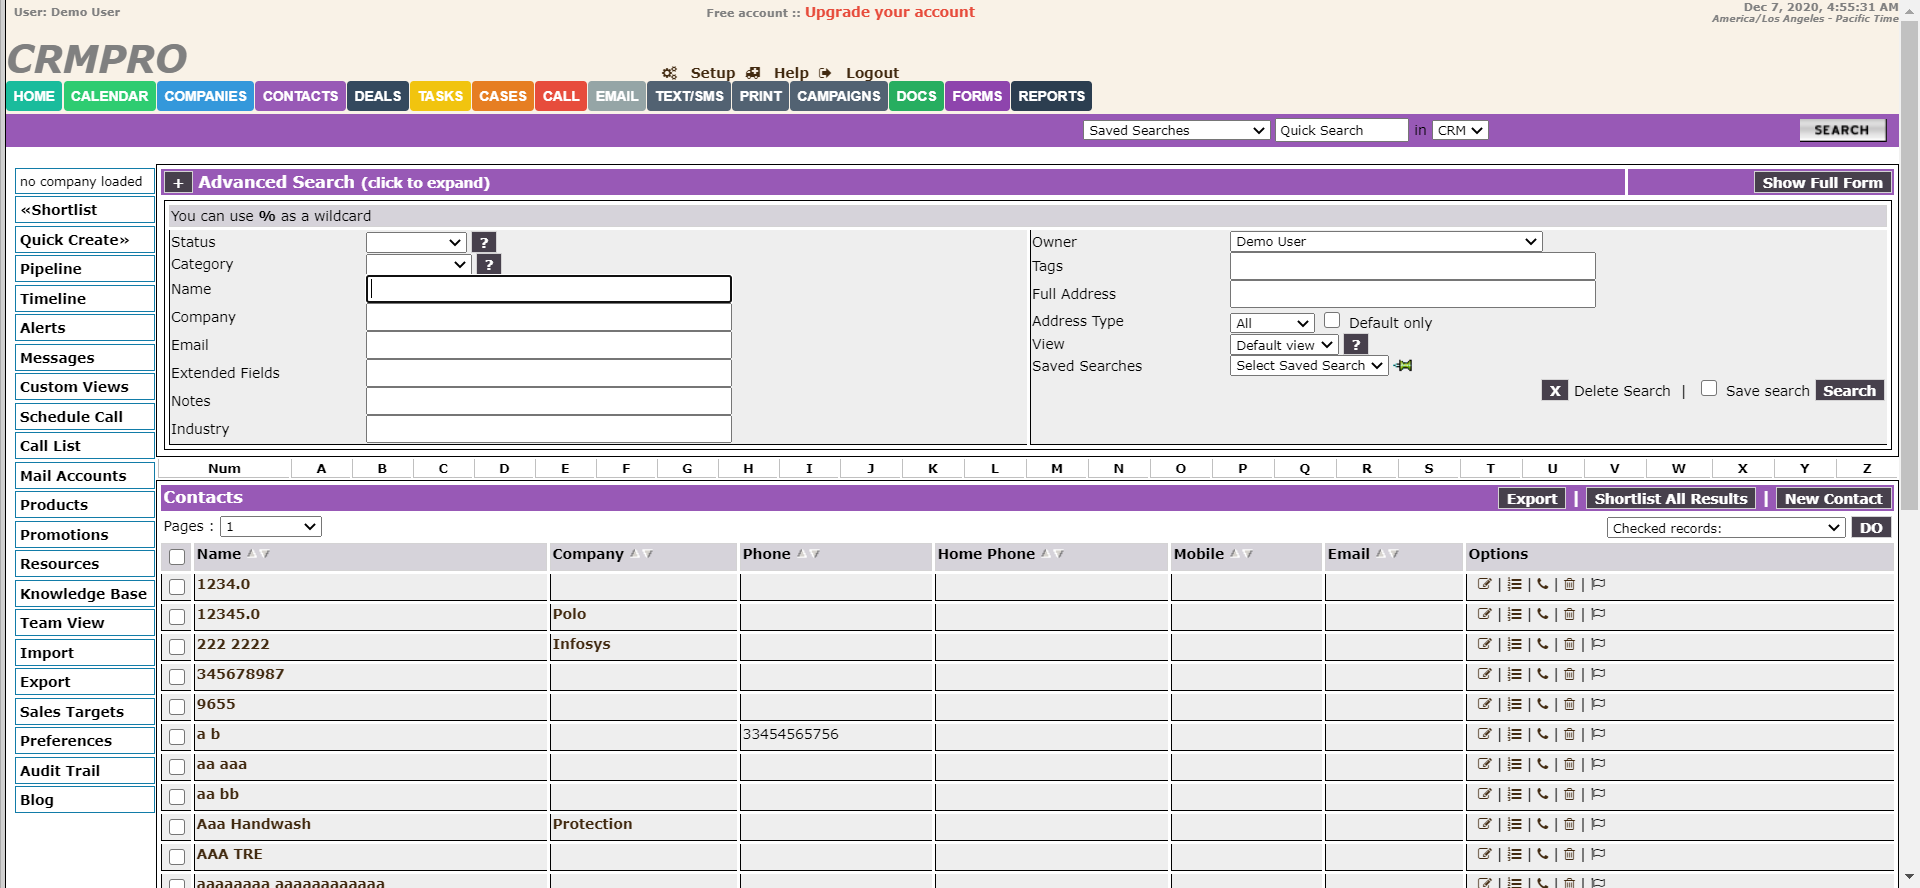 User: Demo User
Free account :: Upgrade your account
Dec 7, 2020, 4:55:31 AM
America/Los Angeles - Pacific Time
CRMPRO
Setup Help Logout
HOME CALENDAR COMPANIES CONTACTS DEALS TASKS CASES CALL EMAIL TEXT/SMS PRINT CAMPAIGNS DOCS FORMS REPORTS
Saved Searches Quick Search in CRM SEARCH
no company loaded
«Shortlist
Quick Create»
Pipeline
Timeline
Alerts
Messages
Custom Views
Schedule Call
Call List
Mail Accounts
Products
Promotions
Resources
Knowledge Base
Team View
Import
Export
Sales Targets
Preferences
Audit Trail
Blog
+ Advanced Search (click to expand) Show Full Form
You can use % as a wildcard
Status ?
Category ?
Name
Company
Email
Extended Fields
Notes
Industry
Owner Demo User
Tags
Full Address
Address Type All Default only
View Default view ?
Saved Searches Select Saved Search
X Delete Search | Save search Search
Num A B C D E F G H I J K L M N O P Q R S T U V W X Y Z
Contacts Export | Shortlist All Results | New Contact
Pages : 1 Checked records: DO
Name Company Phone Home Phone Mobile Email Options
1234.0 | | | |
12345.0 Polo | | | |
222 2222 Infosys | | | |
345678987 | | | |
9655 | | | |
a b 33454565756 | | | |
aa aaa | | | |
aa bb | | | |
Aaa Handwash Protection | | | |
AAA TRE | | | |
aaaaaaaa aaaaaaaaaaaa | | | |